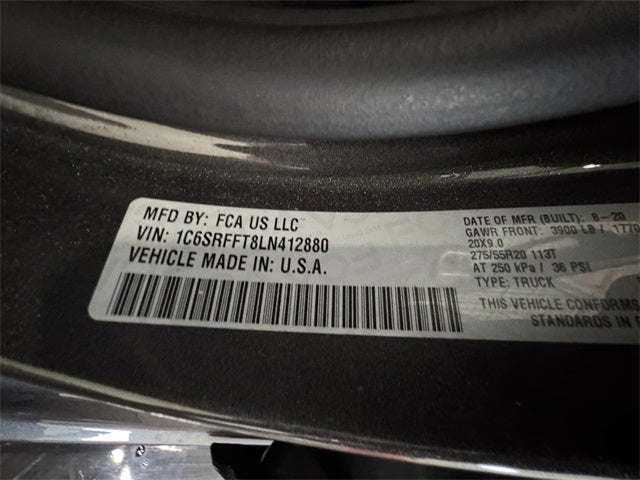 MFD BY: FCA US LLC
VIN: 1C6SRFFT8LN412880
VEHICLE MADE IN: U.S.A.
DATE OF MFR (BUILT): 8-20
GAWR FRONT: 3900 LB / 1770
20X9.0
275/55R20 113T
AT 250 kPa / 36 PSI
TYPE: TRUCK
THIS VEHICLE CONFORMS
STANDARDS IN